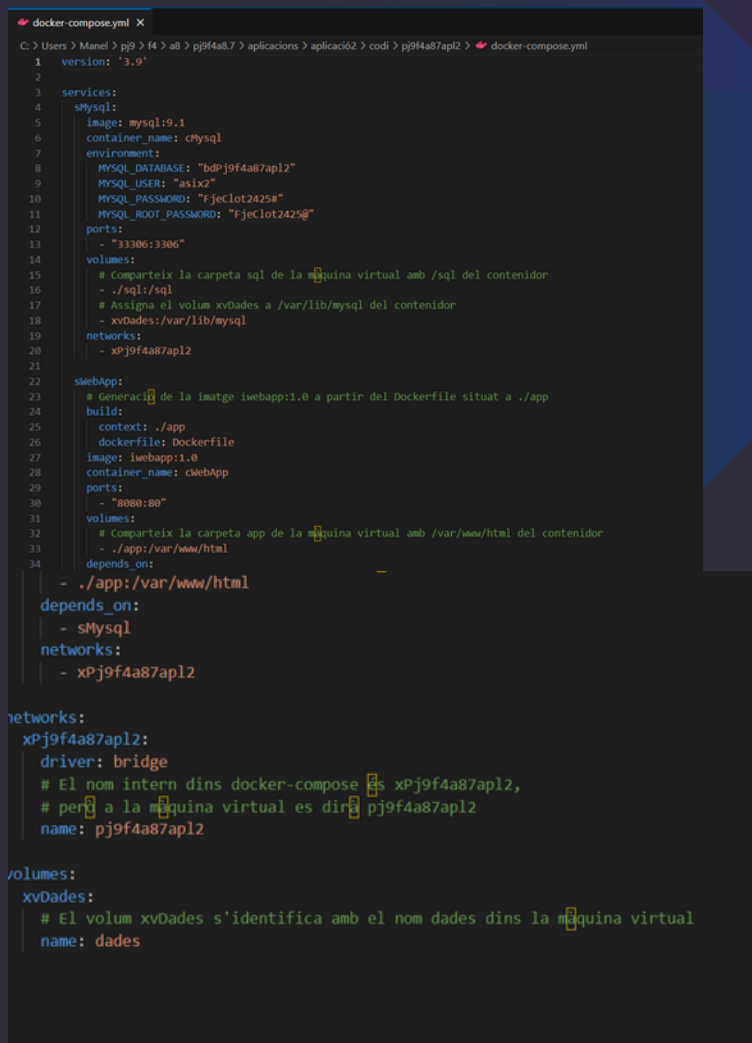 docker-compose.yml ×
C: > Users > Manel > pj9 > f4 > a8 > pj9f4a8.7 > aplicacions > aplicació2 > codi > pj9f4a87apl2 > docker-compose.yml
1 version: '3.9'
2
3 services:
4 sMysql:
5 image: mysql:9.1
6 container_name: cMysql
7 environment:
8 MYSQL_DATABASE: "bdPj9f4a87apl2"
9 MYSQL_USER: "asix2"
10 MYSQL_PASSWORD: "FjeClot2425#"
11 MYSQL_ROOT_PASSWORD: "FjeClot2425@"
12 ports:
13 - "33306:3306"
14 volumes:
15 # Comparteix la carpeta sql de la màquina virtual amb /sql del contenidor
16 - ./sql:/sql
17 # Assigna el volum xvDades a /var/lib/mysql del contenidor
18 - xvDades:/var/lib/mysql
19 networks:
20 - xPj9f4a87apl2
21
22 sWebApp:
23 # Generació de la imatge iwebapp:1.0 a partir del Dockerfile situat a ./app
24 build:
25 context: ./app
26 dockerfile: Dockerfile
27 image: iwebapp:1.0
28 container_name: cWebApp
29 ports:
30 - "8080:80"
31 volumes:
32 # Comparteix la carpeta app de la màquina virtual amb /var/www/html del contenidor
33 - ./app:/var/www/html
34 depends_on:
- ./app:/var/www/html
depends_on:
- sMysql
networks:
- xPj9f4a87apl2
networks:
xPj9f4a87apl2:
driver: bridge
# El nom intern dins docker-compose és xPj9f4a87apl2,
# però a la màquina virtual es dirà pj9f4a87apl2
name: pj9f4a87apl2
volumes:
xvDades:
# El volum xvDades s'identifica amb el nom dades dins la màquina virtual
name: dades